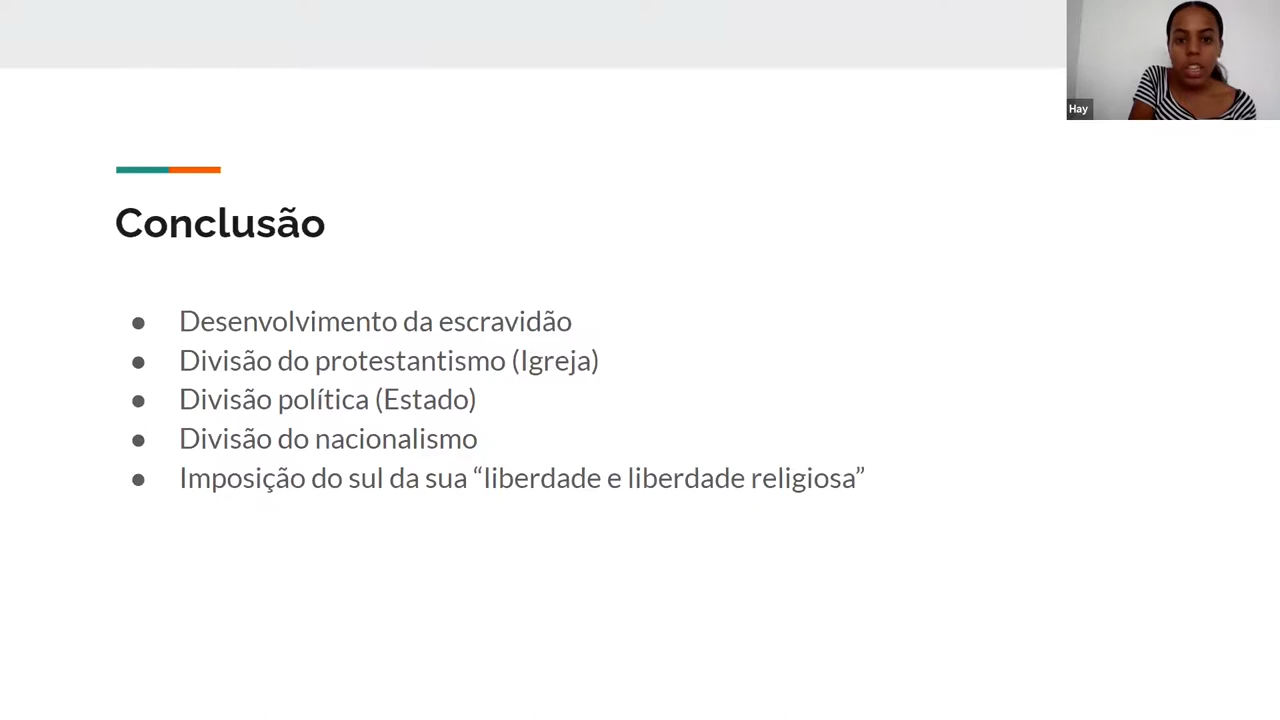 Hay
Conclusão
● Desenvolvimento da escravidão
● Divisão do protestantismo (Igreja)
● Divisão política (Estado)
● Divisão do nacionalismo
● Imposição do sul da sua “liberdade e liberdade religiosa”